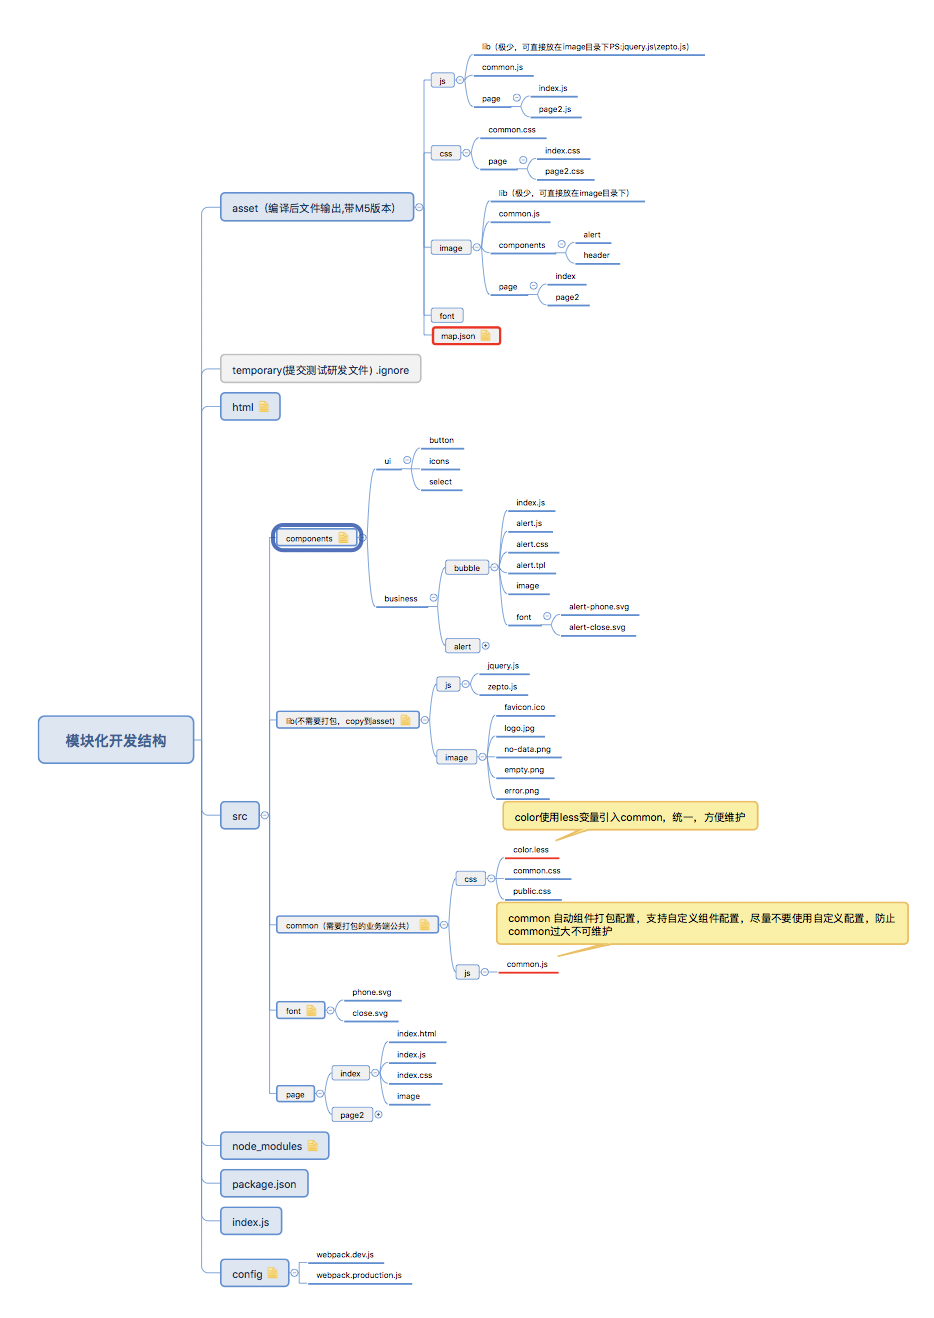 模块化开发结构
asset（编译后文件输出,带M5版本）
js
lib（极少，可直接放在image目录下PS:jquery.js\zepto.js）
common.js
page
index.js
page2.js
css
common.css
page
index.css
page2.css
image
lib（极少，可直接放在image目录下）
common.js
components
alert
header
page
index
page2
font
map.json
temporary(提交测试研发文件) .ignore
html
src
components
ui
button
icons
select
business
bubble
index.js
alert.js
alert.css
alert.tpl
image
font
alert-phone.svg
alert-close.svg
alert
lib(不需要打包，copy到asset)
js
jquery.js
zepto.js
image
favicon.ico
logo.jpg
no-data.png
empty.png
error.png
common（需要打包的业务端公共）
css
color使用less变量引入common，统一，方便维护
color.less
common.css
public.css
js
common 自动组件打包配置，支持自定义组件配置，尽量不要使用自定义配置，防止
common过大不可维护
common.js
font
phone.svg
close.svg
page
index
index.html
index.js
index.css
image
page2
node_modules
package.json
index.js
config
webpack.dev.js
webpack.production.js